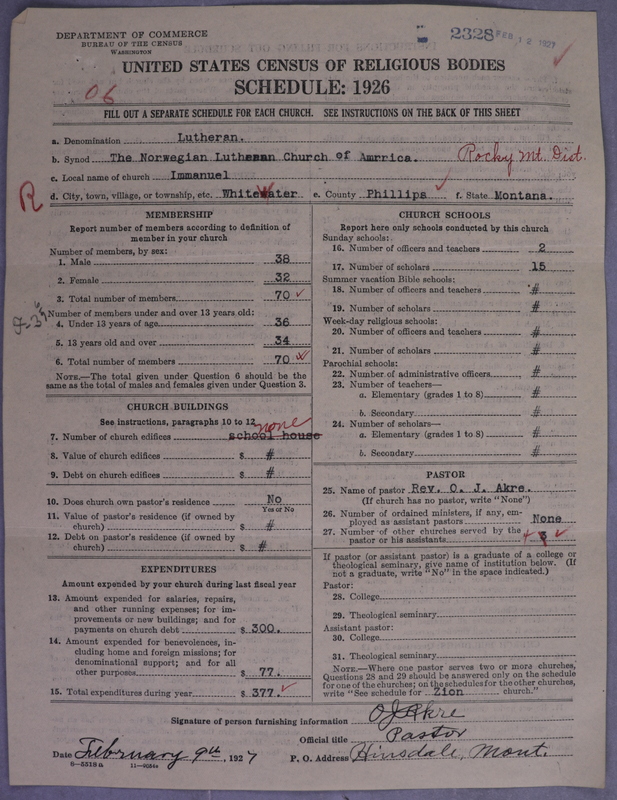 DEPARTMENT OF COMMERCE
BUREAU OF THE CENSUS
WASHINGTON
2328 FEB 12 1927
UNITED STATES CENSUS OF RELIGIOUS BODIES
SCHEDULE: 1926
06
FILL OUT A SEPARATE SCHEDULE FOR EACH CHURCH. SEE INSTRUCTIONS ON THE BACK OF THIS SHEET
a. Denomination Lutheran.
b. Synod The Norwegian Lutheran Church of Amrrica. Rocky Mt. Dist.
c. Local name of church Immanuel
R
d. City, town, village, or township, etc. Whitewater e. County Phillips f. State Montana.
MEMBERSHIP
Report number of members according to definition of member in your church
Number of members, by sex:
1. Male 38
2. Female 32
3. Total number of members 70
Number of members under and over 13 years old:
4. Under 13 years of age 36
5. 13 years old and over 34
6. Total number of members 70
NOTE.—The total given under Question 6 should be the same as the total of males and females given under Question 3.
CHURCH BUILDINGS
See instructions, paragraphs 10 to 12
none
7. Number of church edifices school house
8. Value of church edifices $ #
9. Debt on church edifices $ #
10. Does church own pastor's residence No
Yes or No
11. Value of pastor's residence (if owned by church) $ #
12. Debt on pastor's residence (if owned by church) $ #
EXPENDITURES
Amount expended by your church during last fiscal year
13. Amount expended for salaries, repairs, and other running expenses; for improvements or new buildings; and for payments on church debt $ 300.
14. Amount expended for benevolences, including home and foreign missions; for denominational support; and for all other purposes $ 77.
15. Total expenditures during year $ 377.
CHURCH SCHOOLS
Report here only schools conducted by this church
Sunday schools:
16. Number of officers and teachers 2
17. Number of scholars 15
Summer vacation Bible schools:
18. Number of officers and teachers #
19. Number of scholars #
Week-day religious schools:
20. Number of officers and teachers #
21. Number of scholars #
Parochial schools:
22. Number of administrative officers #
23. Number of teachers—
a. Elementary (grades 1 to 8) #
b. Secondary #
24. Number of scholars—
a. Elementary (grades 1 to 8) #
b. Secondary #
PASTOR
25. Name of pastor Rev. O. J. Akre.
(If church has no pastor, write "None")
26. Number of ordained ministers, if any, employed as assistant pastors None
27. Number of other churches served by the pastor or his assistants 3
If pastor (or assistant pastor) is a graduate of a college or theological seminary, give name of institution below. (If not a graduate, write "No" in the space indicated.)
Pastor:
28. College
29. Theological seminary
Assistant pastor:
30. College
31. Theological seminary
NOTE.—Where one pastor serves two or more churches, Questions 28 and 29 should be answered only on the schedule for one of the churches; on the schedules for the other churches, write "See schedule for Zion church."
Signature of person furnishing information O J Akre
Official title Pastor
Date February 9th, 1927 P. O. Address Hinsdale, Mont.
8-5518a 11-9054a